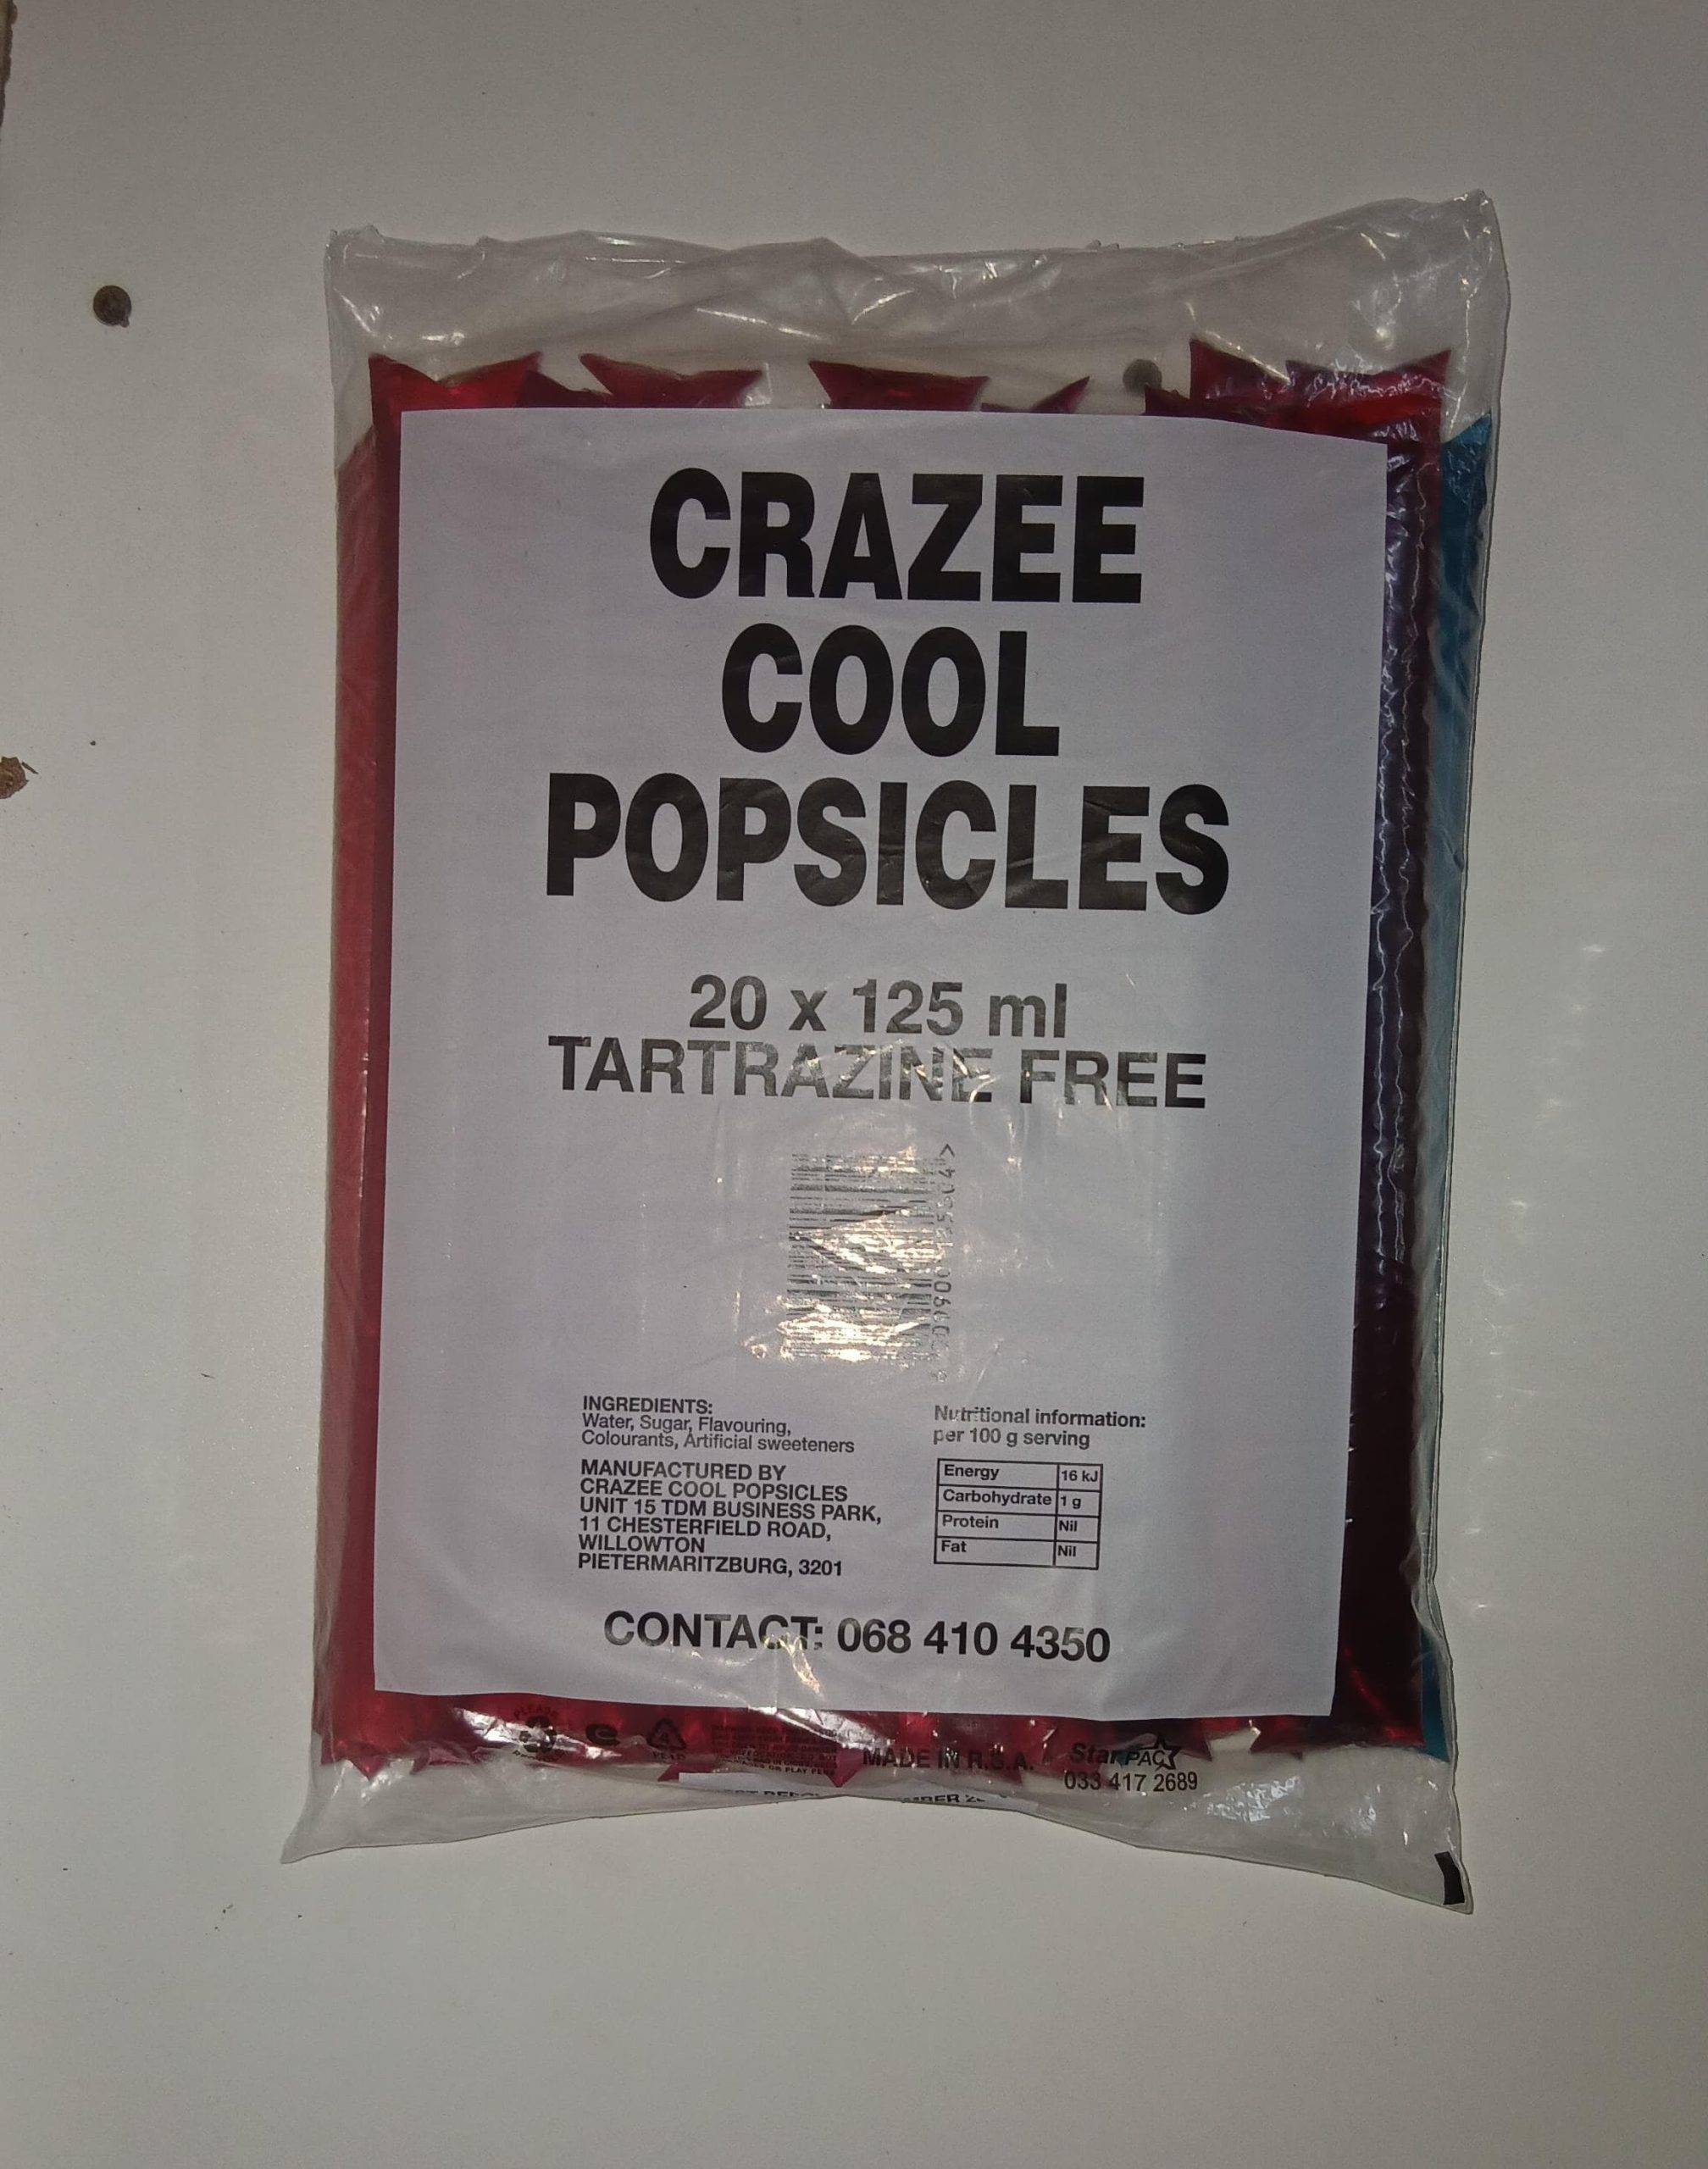 CRAZEE
COOL
POPSICLES
20 x 125 ml
TARTRAZINE FREE
INGREDIENTS:
Water, Sugar, Flavouring,
Colourants, Artificial sweeteners
MANUFACTURED BY
CRAZEE COOL POPSICLES
UNIT 15 TDM BUSINESS PARK,
11 CHESTERFIELD ROAD,
WILLOWTON
PIETERMARITZBURG, 3201
Nutritional information:
per 100 g serving
Energy 16 kJ
Carbohydrate 1 g
Protein Nil
Fat Nil
CONTACT: 068 410 4350
PLEASE
MADE IN R.S.A.
StarPAC
033 417 2689